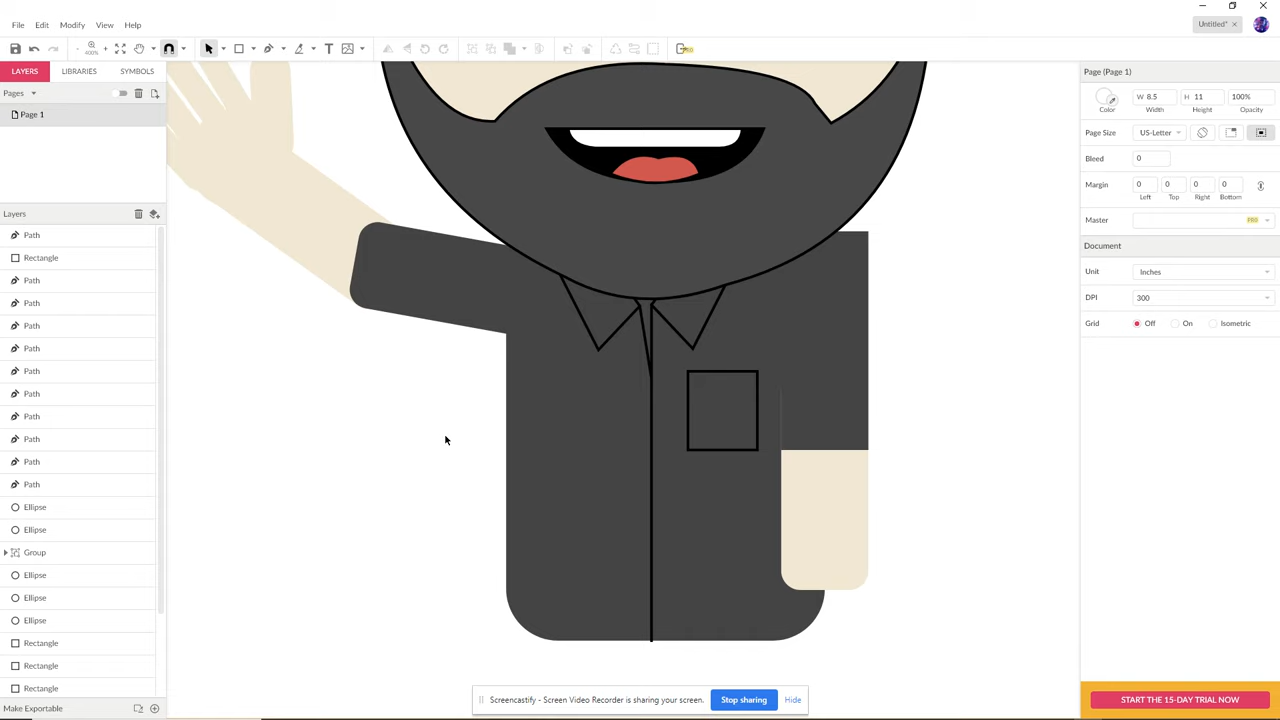 File Edit Modify View Help
Untitled*
400%
PRO
LAYERS LIBRARIES SYMBOLS
Pages
Page 1
Layers
Path
Rectangle
Path
Path
Path
Path
Path
Path
Path
Path
Path
Path
Ellipse
Ellipse
Group
Ellipse
Ellipse
Ellipse
Rectangle
Rectangle
Rectangle
Make Exportable
Page (Page 1)
W 8.5 H 11 100%
Color Width Height Opacity
Page Size US-Letter
Bleed 0
Margin 0 0 0 0
Left Top Right Bottom
Master PRO
Document
Unit Inches
DPI 300
Grid Off On Isometric
START THE 15-DAY TRIAL NOW
Screencastify - Screen Video Recorder is sharing your screen. Stop sharing Hide